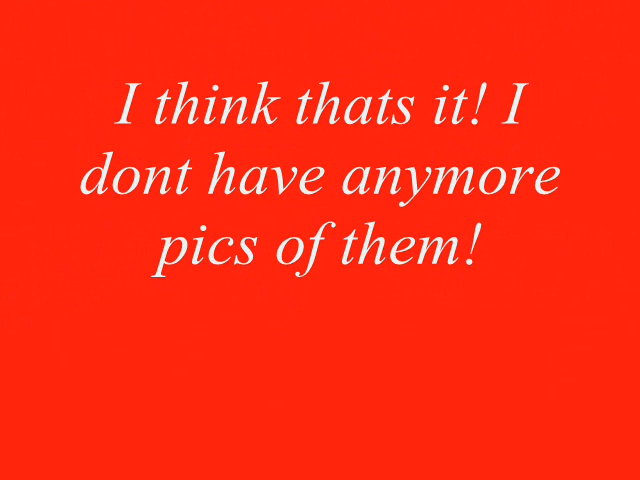 I think thats it! I
dont have anymore
pics of them!